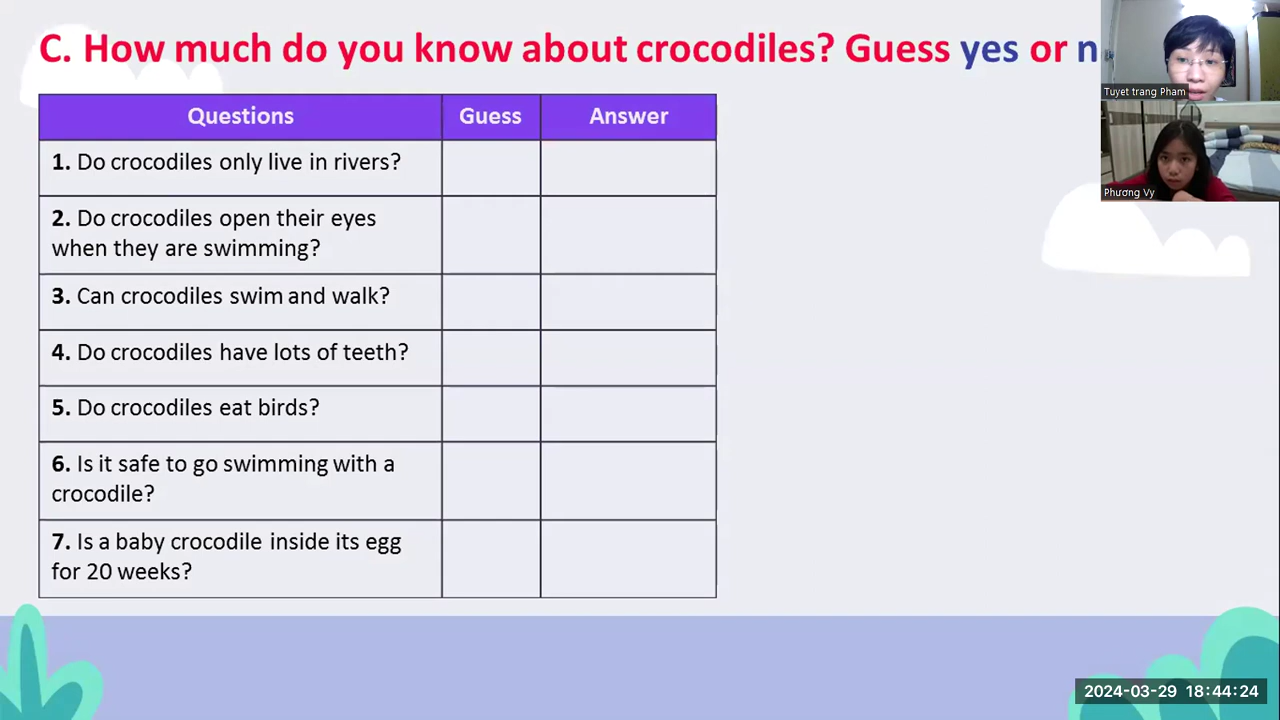 C. How much do you know about crocodiles? Guess yes or n
Tuyet trang Pham
Phương Vy
Questions Guess Answer
1. Do crocodiles only live in rivers?
2. Do crocodiles open their eyes
when they are swimming?
3. Can crocodiles swim and walk?
4. Do crocodiles have lots of teeth?
5. Do crocodiles eat birds?
6. Is it safe to go swimming with a
crocodile?
7. Is a baby crocodile inside its egg
for 20 weeks?
2024-03-29 18:44:24